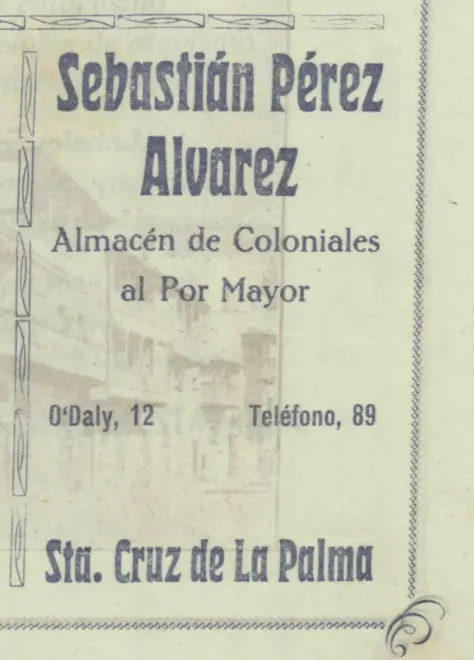 Sebastián Pérez
Alvarez
Almacén de Coloniales
al Por Mayor
O'Daly, 12 Teléfono, 89
Sta. Cruz de La Palma